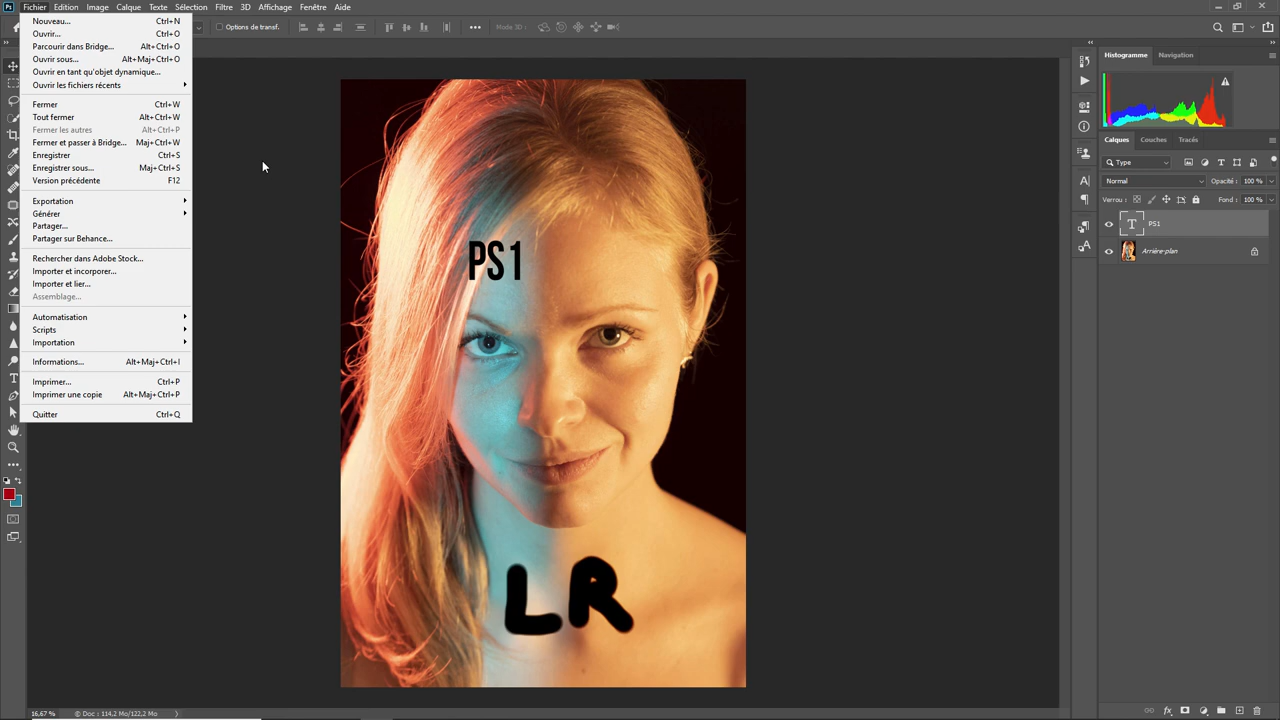 Ps Fichier Edition Image Calque Texte Sélection Filtre 3D Affichage Fenêtre Aide
Options de transf. Mode 3D :
Nouveau... Ctrl+N
Ouvrir... Ctrl+O
Parcourir dans Bridge... Alt+Ctrl+O
Ouvrir sous... Alt+Maj+Ctrl+O
Ouvrir en tant qu'objet dynamique...
Ouvrir les fichiers récents
Fermer Ctrl+W
Tout fermer Alt+Ctrl+W
Fermer les autres Alt+Ctrl+P
Fermer et passer à Bridge... Maj+Ctrl+W
Enregistrer Ctrl+S
Enregistrer sous... Maj+Ctrl+S
Version précédente F12
Exportation
Générer
Partager...
Partager sur Behance...
Rechercher dans Adobe Stock...
Importer et incorporer...
Importer et lier...
Assemblage...
Automatisation
Scripts
Importation
Informations... Alt+Maj+Ctrl+I
Imprimer... Ctrl+P
Imprimer une copie Alt+Maj+Ctrl+P
Quitter Ctrl+Q
PS1
LR
Histogramme Navigation
Calques Couches Tracés
Type
Normal Opacité : 100 %
Verrou : Fond : 100 %
T PS1
Arrière-plan
16,67 % Doc : 114,2 Mo/122,2 Mo